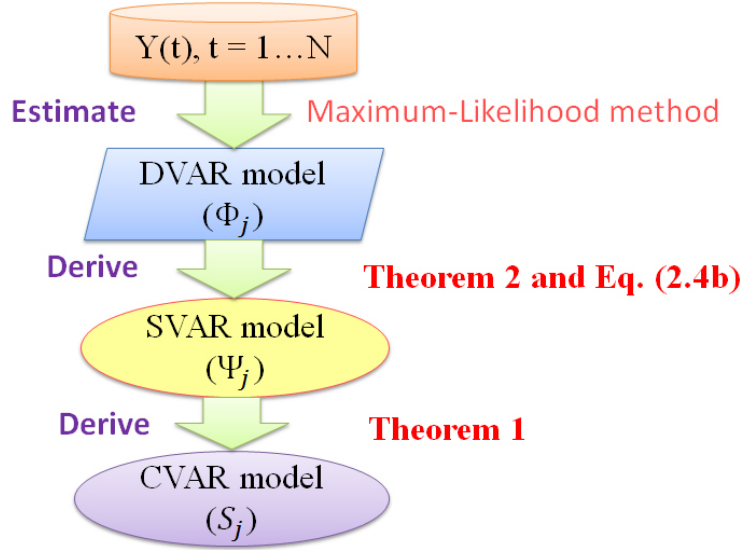 Y(t), t = 1…N
Estimate
Maximum-Likelihood method
DVAR model
(Φj)
Derive
Theorem 2 and Eq. (2.4b)
SVAR model
(Ψj)
Derive
Theorem 1
CVAR model
(Sj)